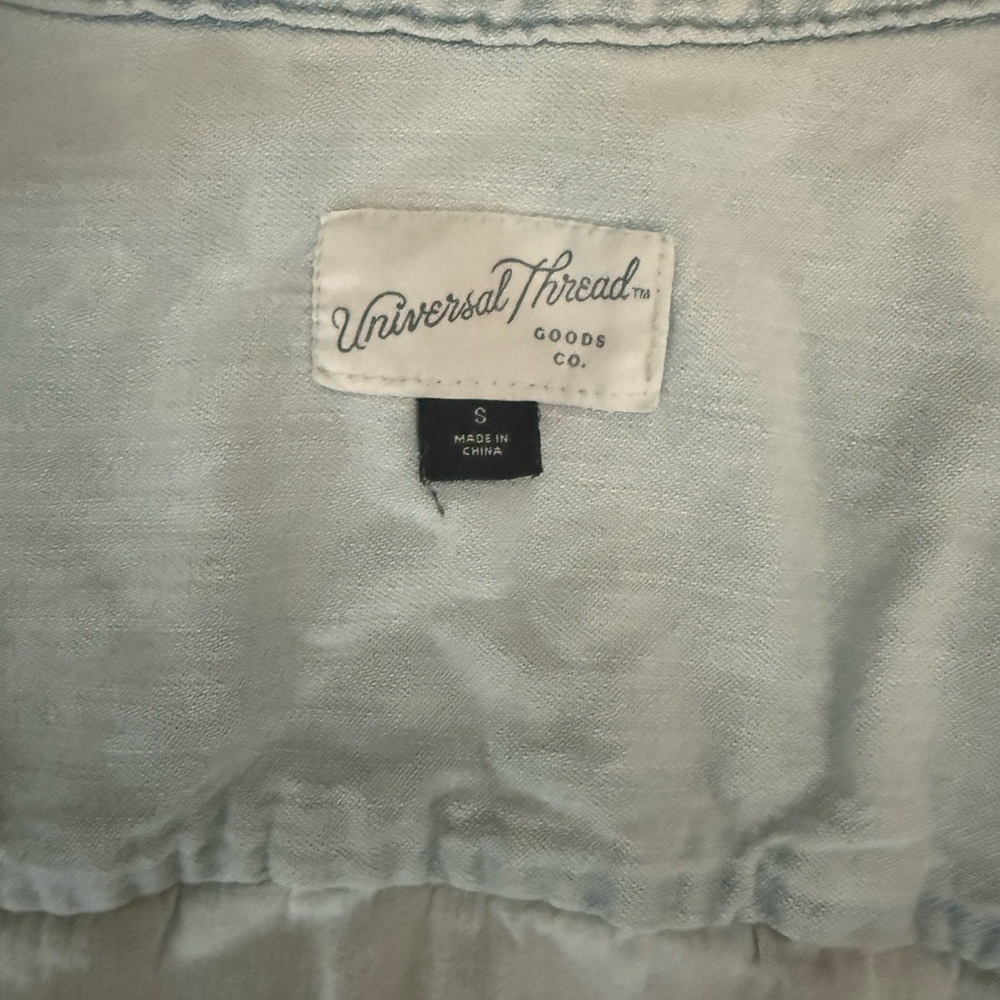 Universal Thread™
GOODS
CO.
S
MADE IN
CHINA